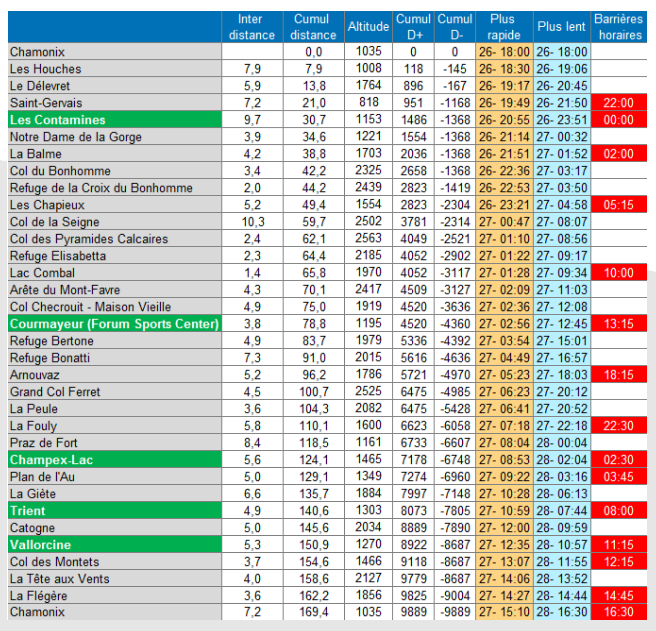 Inter distance Cumul distance Altitude Cumul D+ Cumul D- Plus rapide Plus lent Barrières horaires
Chamonix 0,0 1035 0 0 26- 18:00 26- 18:00
Les Houches 7,9 7,9 1008 118 -145 26- 18:30 26- 19:06
Le Délevret 5,9 13,8 1764 896 -167 26- 19:17 26- 20:45
Saint-Gervais 7,2 21,0 818 951 -1168 26- 19:49 26- 21:50 22:00
Les Contamines 9,7 30,7 1153 1486 -1368 26- 20:55 26- 23:51 00:00
Notre Dame de la Gorge 3,9 34,6 1221 1554 -1368 26- 21:14 27- 00:32
La Balme 4,2 38,8 1703 2036 -1368 26- 21:51 27- 01:52 02:00
Col du Bonhomme 3,4 42,2 2325 2658 -1368 26- 22:36 27- 03:17
Refuge de la Croix du Bonhomme 2,0 44,2 2439 2823 -1419 26- 22:53 27- 03:50
Les Chapieux 5,2 49,4 1554 2823 -2304 26- 23:21 27- 04:58 05:15
Col de la Seigne 10,3 59,7 2502 3781 -2314 27- 00:47 27- 08:07
Col des Pyramides Calcaires 2,4 62,1 2563 4049 -2521 27- 01:10 27- 08:56
Refuge Elisabetta 2,3 64,4 2185 4052 -2902 27- 01:22 27- 09:17
Lac Combal 1,4 65,8 1970 4052 -3117 27- 01:28 27- 09:34 10:00
Arête du Mont-Favre 4,3 70,1 2417 4509 -3127 27- 02:09 27- 11:03
Col Checrouit - Maison Vieille 4,9 75,0 1919 4520 -3636 27- 02:36 27- 12:08
Courmayeur (Forum Sports Center) 3,8 78,8 1195 4520 -4360 27- 02:56 27- 12:45 13:15
Refuge Bertone 4,9 83,7 1979 5336 -4392 27- 03:54 27- 15:01
Refuge Bonatti 7,3 91,0 2015 5616 -4636 27- 04:49 27- 16:57
Arnouvaz 5,2 96,2 1786 5721 -4970 27- 05:23 27- 18:03 18:15
Grand Col Ferret 4,5 100,7 2525 6475 -4985 27- 06:23 27- 20:12
La Peule 3,6 104,3 2082 6475 -5428 27- 06:41 27- 20:52
La Fouly 5,8 110,1 1600 6623 -6058 27- 07:18 27- 22:18 22:30
Praz de Fort 8,4 118,5 1161 6733 -6607 27- 08:04 28- 00:04
Champex-Lac 5,6 124,1 1465 7178 -6748 27- 08:53 28- 02:04 02:30
Plan de l'Au 5,0 129,1 1349 7274 -6960 27- 09:22 28- 03:16 03:45
La Giète 6,6 135,7 1884 7997 -7148 27- 10:28 28- 06:13
Trient 4,9 140,6 1303 8073 -7805 27- 10:59 28- 07:44 08:00
Catogne 5,0 145,6 2034 8889 -7890 27- 12:00 28- 09:59
Vallorcine 5,3 150,9 1270 8922 -8687 27- 12:35 28- 10:57 11:15
Col des Montets 3,7 154,6 1466 9118 -8687 27- 13:07 28- 11:55 12:15
La Tête aux Vents 4,0 158,6 2127 9779 -8687 27- 14:06 28- 13:52
La Flégère 3,6 162,2 1856 9825 -9004 27- 14:27 28- 14:44 14:45
Chamonix 7,2 169,4 1035 9889 -9889 27- 15:10 28- 16:30 16:30